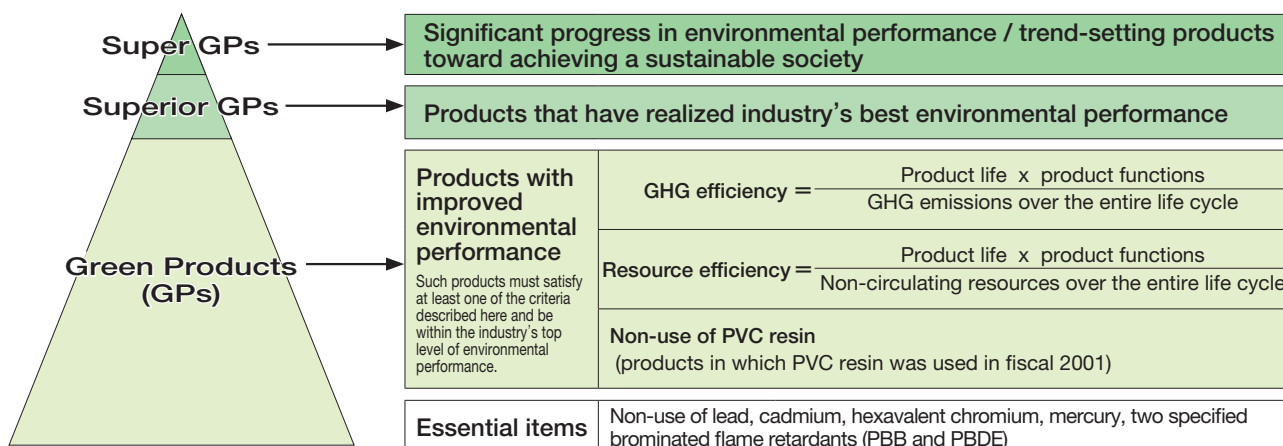 Super GPs
Significant progress in environmental performance / trend-setting products
toward achieving a sustainable society
Superior GPs
Products that have realized industry's best environmental performance
Green Products
(GPs)
Products with
improved
environmental
performance
Such products must satisfy
at least one of the criteria
described here and be
within the industry's top
level of environmental
performance.
GHG efficiency = Product life x product functions
GHG emissions over the entire life cycle
Resource efficiency = Product life x product functions
Non-circulating resources over the entire life cycle
Non-use of PVC resin
(products in which PVC resin was used in fiscal 2001)
Essential items
Non-use of lead, cadmium, hexavalent chromium, mercury, two specified
brominated flame retardants (PBB and PBDE)